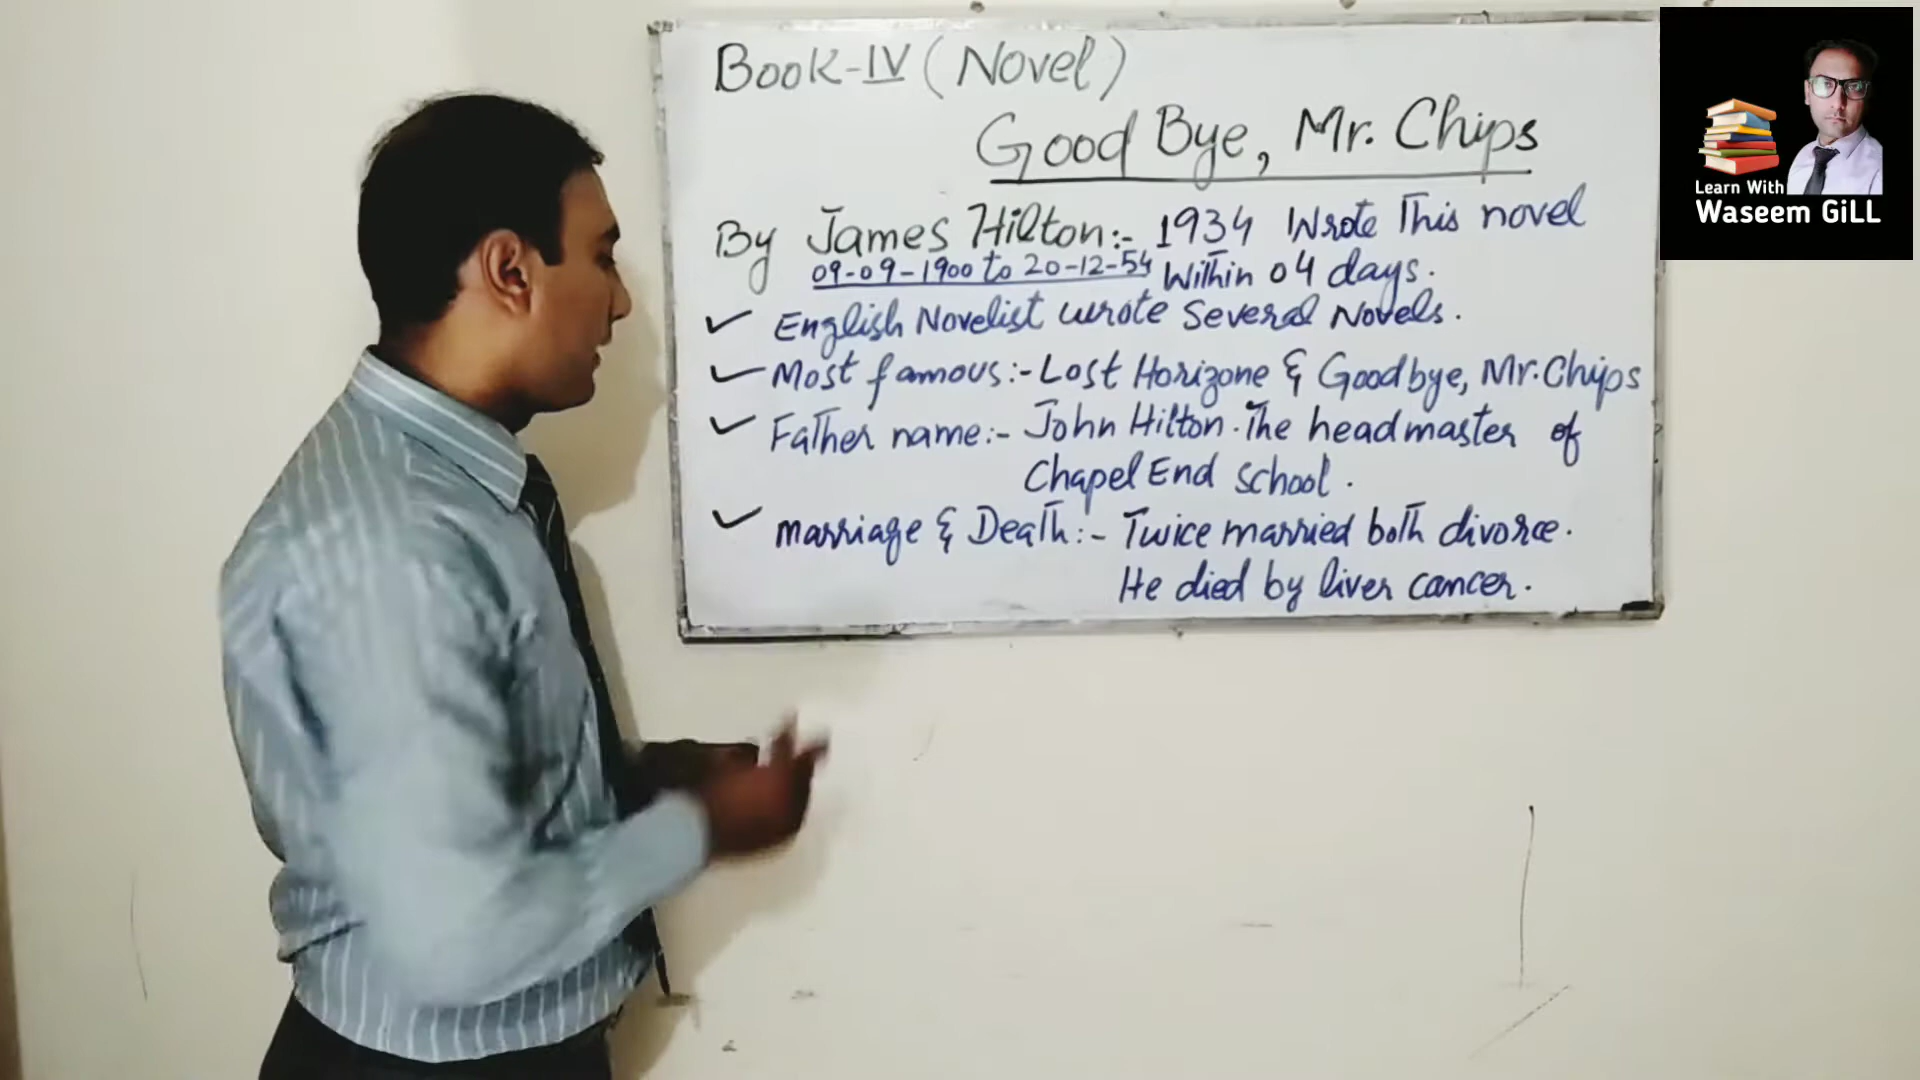 Book-IV (Novel)
Good Bye, Mr. Chips
By James Hilton:- 1934 Wrote This novel
09-09-1900 to 20-12-54 Within 04 days.
English Novelist wrote Several Novels.
Most famous:- Lost Horizone & Goodbye, Mr. Chips
Father name:- John Hilton. The headmaster of
Chapel End School.
Marriage & Death:- Twice married both divorce.
He died by liver cancer.
Learn With
Waseem GiLL